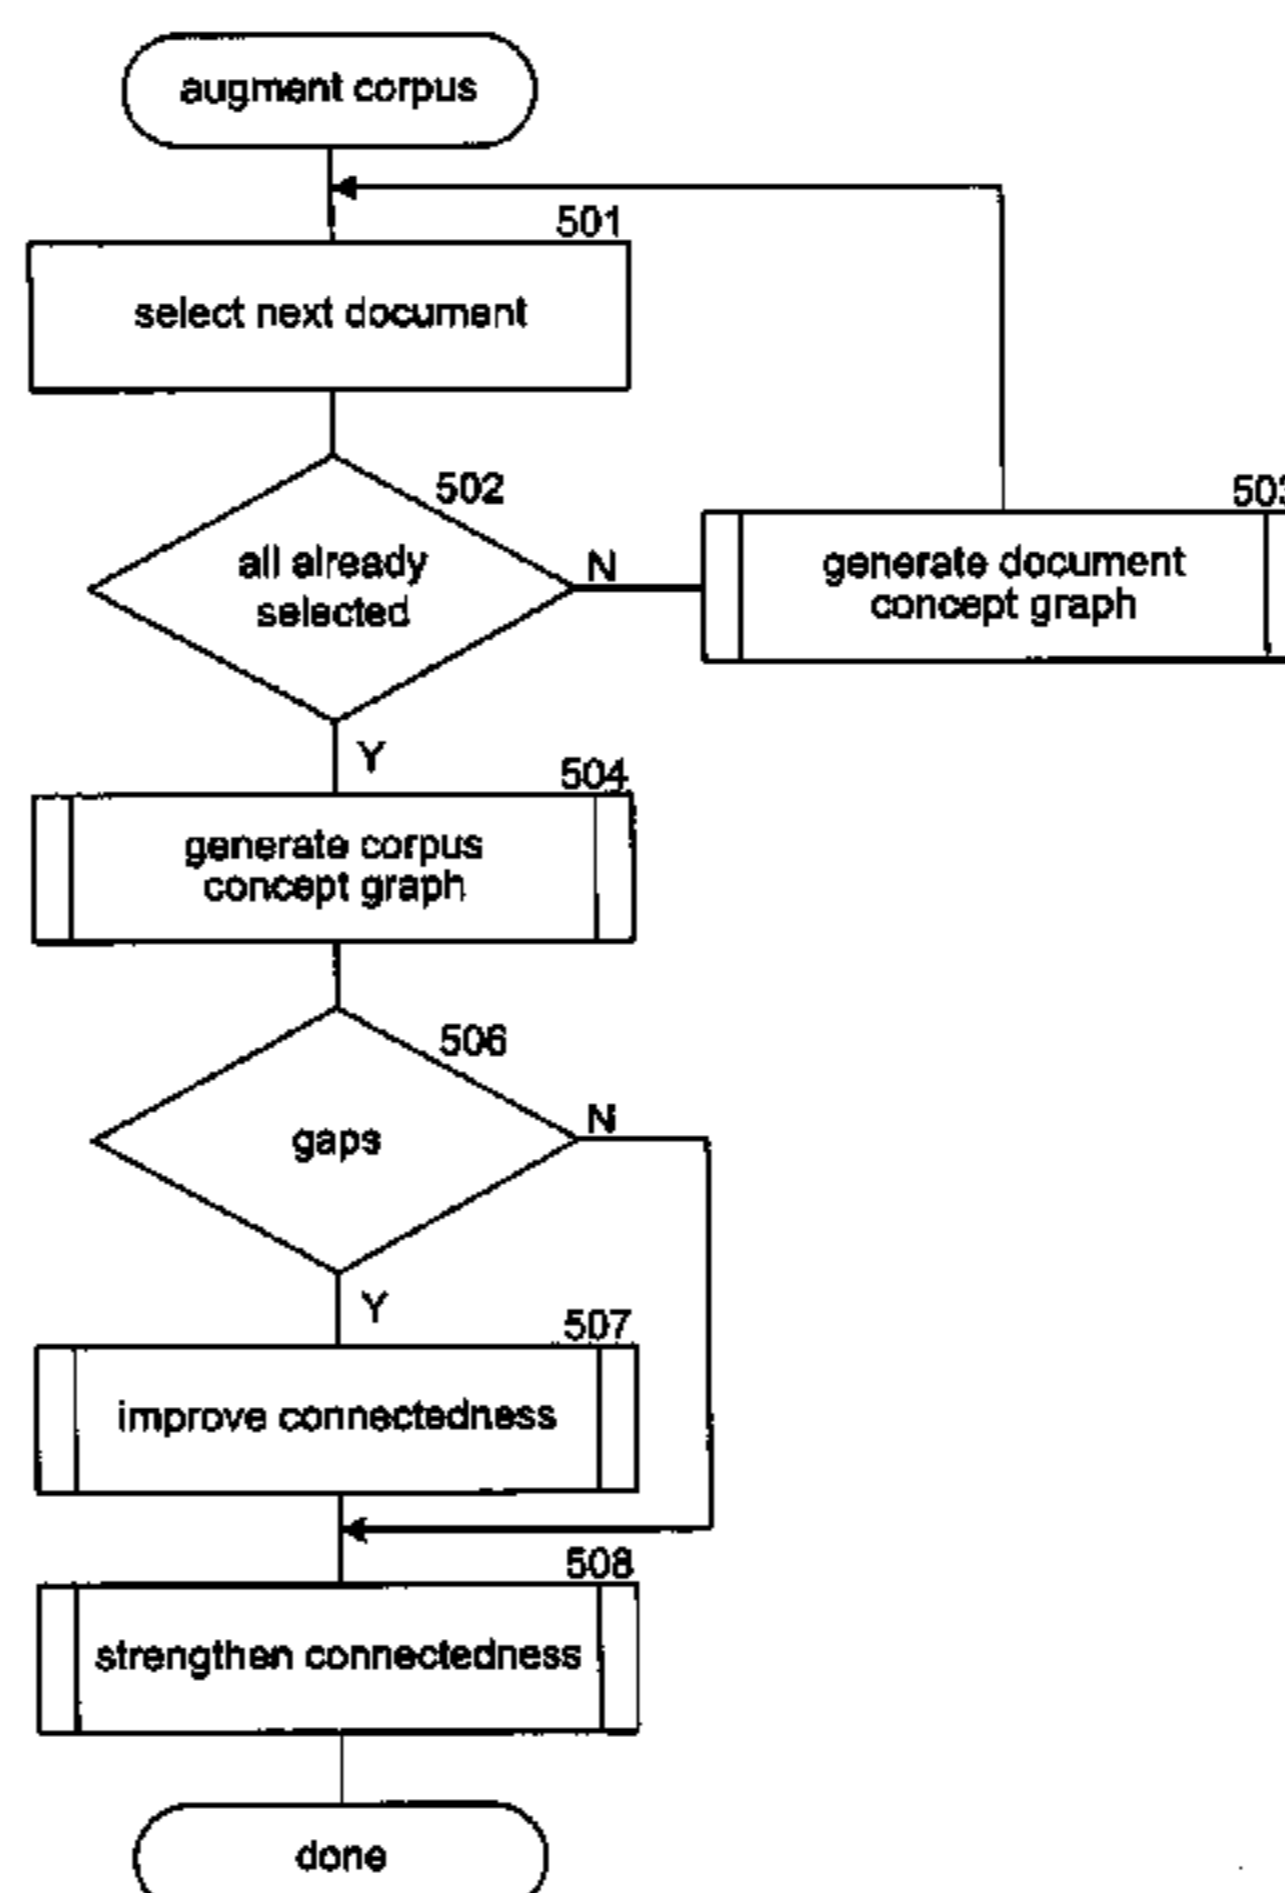 augment corpus
501
select next document
502
all already
selected
N
503
generate document
concept graph
Y
504
generate corpus
concept graph
506
gaps
N
Y
507
improve connectedness
508
strengthen connectedness
done